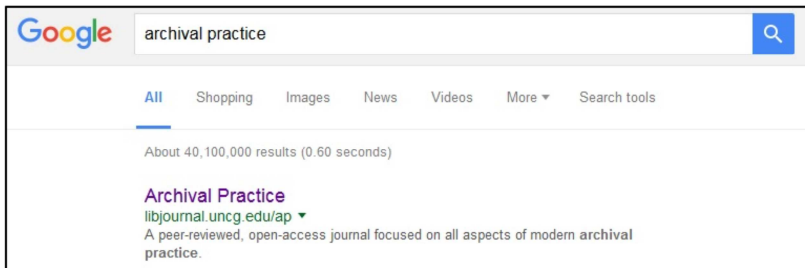 Google archival practice
All Shopping Images News Videos More ▾ Search tools
About 40,100,000 results (0.60 seconds)
Archival Practice
libjournal.uncg.edu/ap ▾
A peer-reviewed, open-access journal focused on all aspects of modern archival
practice.